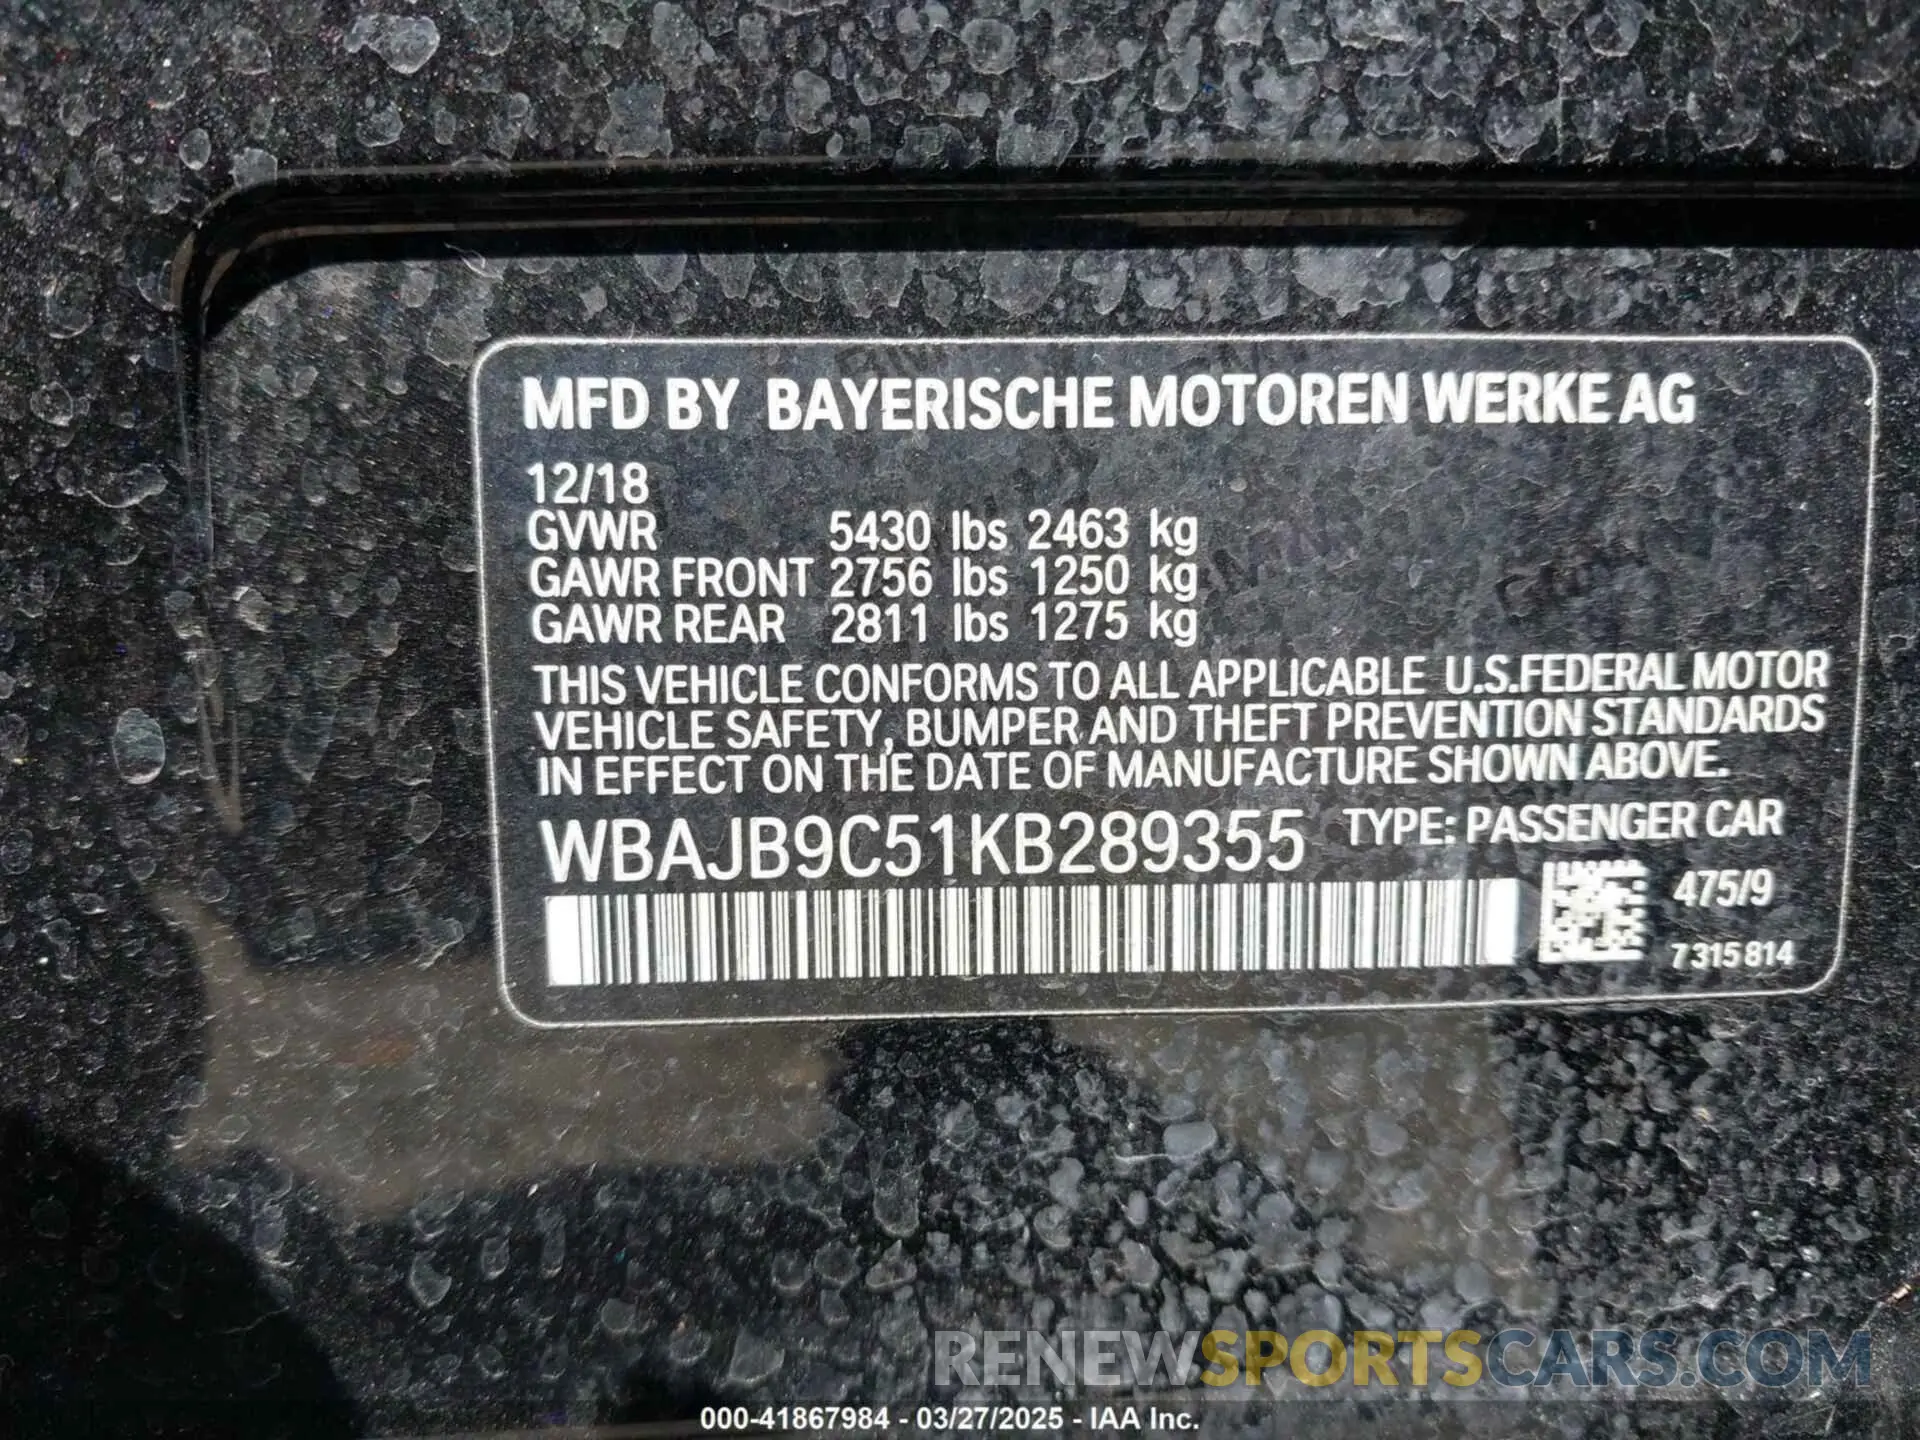 MFD BY BAYERISCHE MOTOREN WERKE AG
12/18
GVWR 5430 lbs 2463 kg
GAWR FRONT 2756 lbs 1250 kg
GAWR REAR 2811 lbs 1275 kg
THIS VEHICLE CONFORMS TO ALL APPLICABLE U.S.FEDERAL MOTOR
VEHICLE SAFETY, BUMPER AND THEFT PREVENTION STANDARDS
IN EFFECT ON THE DATE OF MANUFACTURE SHOWN ABOVE.
WBAJB9C51KB289355 TYPE: PASSENGER CAR
475/9
7315814
RENEWSPORTSCARS.COM
000-41867984 - 03/27/2025 - IAA Inc.